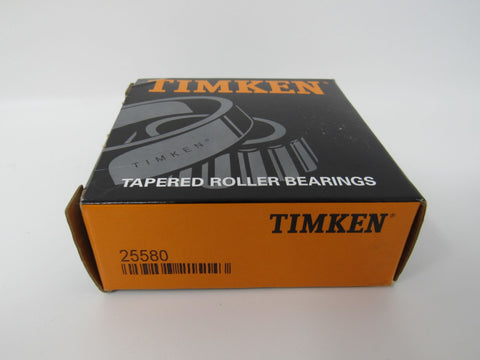 TIMKEN
TIMKEN
TAPERED ROLLER BEARINGS
TIMKEN®
25580